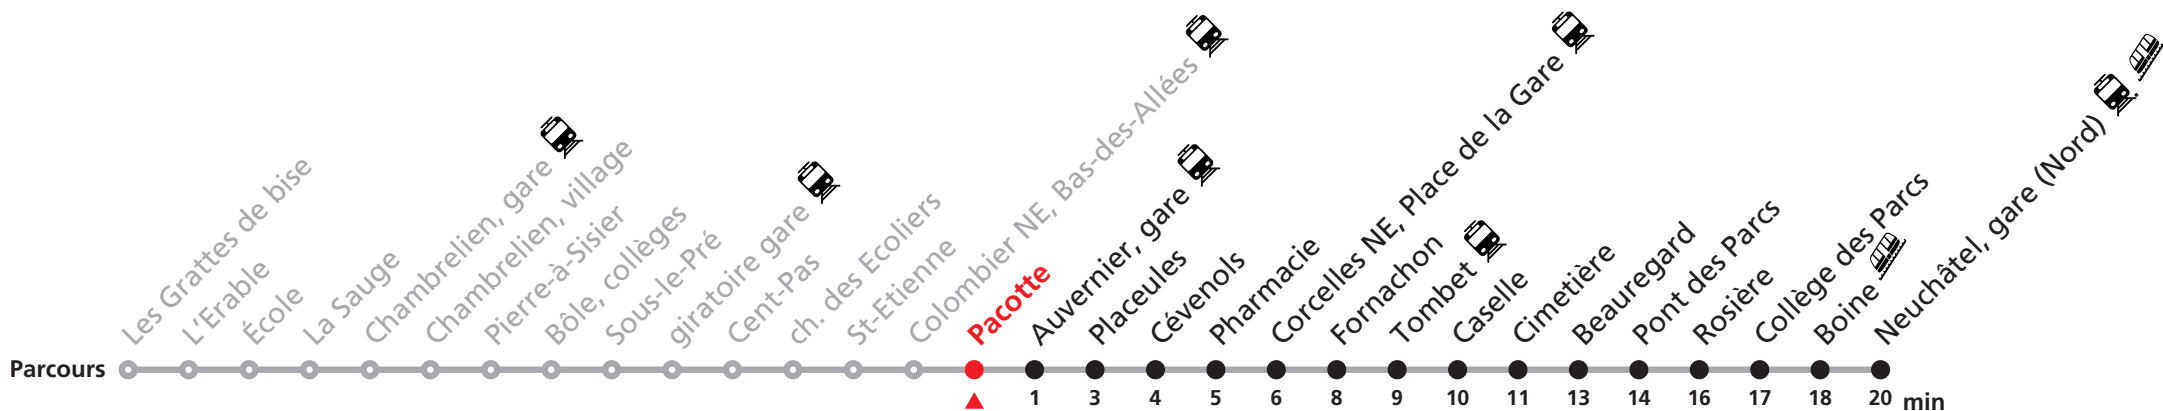 Les Grattes de bise
L'Erable
École
La Sauge
Chambrelien, gare
Chambrelien, village
Pierre-à-Sisier
Bôle, collèges
Sous-le-Pré
giratoire gare
Cent-Pas
ch. des Ecoliers
St-Etienne
Colombier NE, Bas-des-Allées
Pacotte
Auvernier, gare
Placeules
Cévenols
Pharmacie
Corcelles NE, Place de la Gare
Fornachon
Tombet
Caselle
Cimetière
Beauregard
Pont des Parcs
Rosière
Collège des Parcs
Boine
Neuchâtel, gare (Nord)
Parcours
1 3 4 5 6 8 9 10 11 13 14 16 17 18 20 min